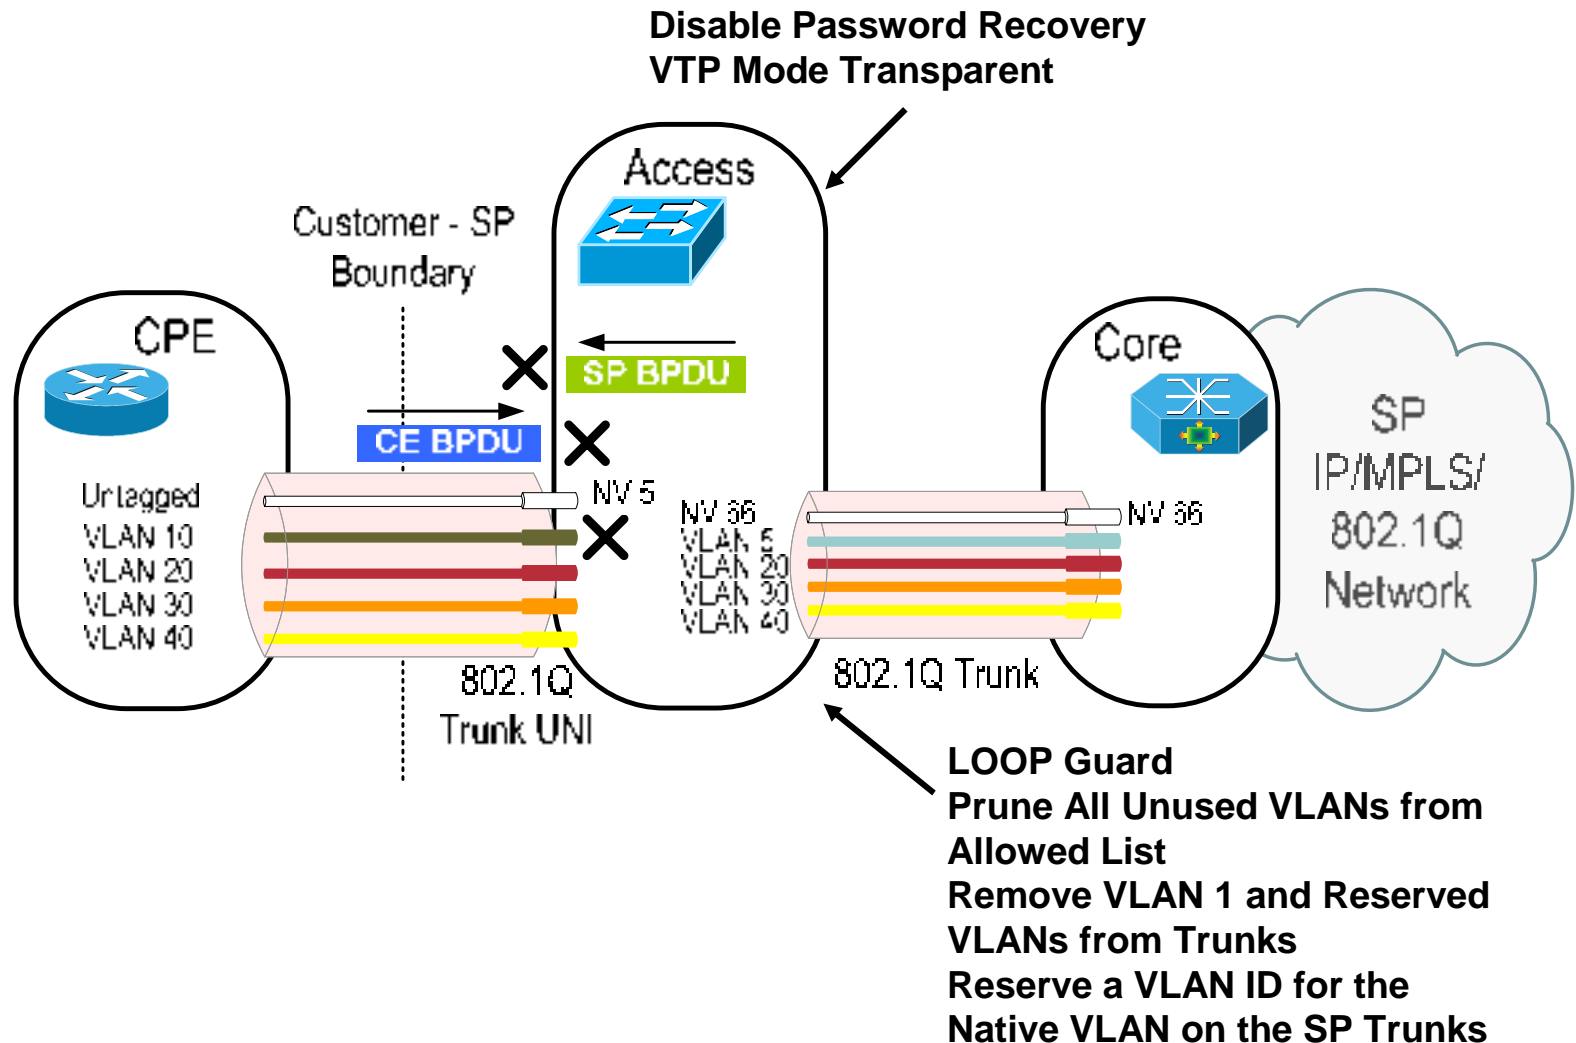 Disable Password Recovery
VTP Mode Transparent
Access
Customer - SP
Boundary
CPE
SP BPDU
CE BPDU
Core
SP
IP/MPLS/
802.1Q
Network
Untagged
VLAN 10
VLAN 20
VLAN 30
VLAN 40
NV 5
NV 66
VLAN 5
VLAN 20
VLAN 30
VLAN 40
NV 66
802.1Q
Trunk UNI
802.1Q Trunk
LOOP Guard
Prune All Unused VLANs from
Allowed List
Remove VLAN 1 and Reserved
VLANs from Trunks
Reserve a VLAN ID for the
Native VLAN on the SP Trunks